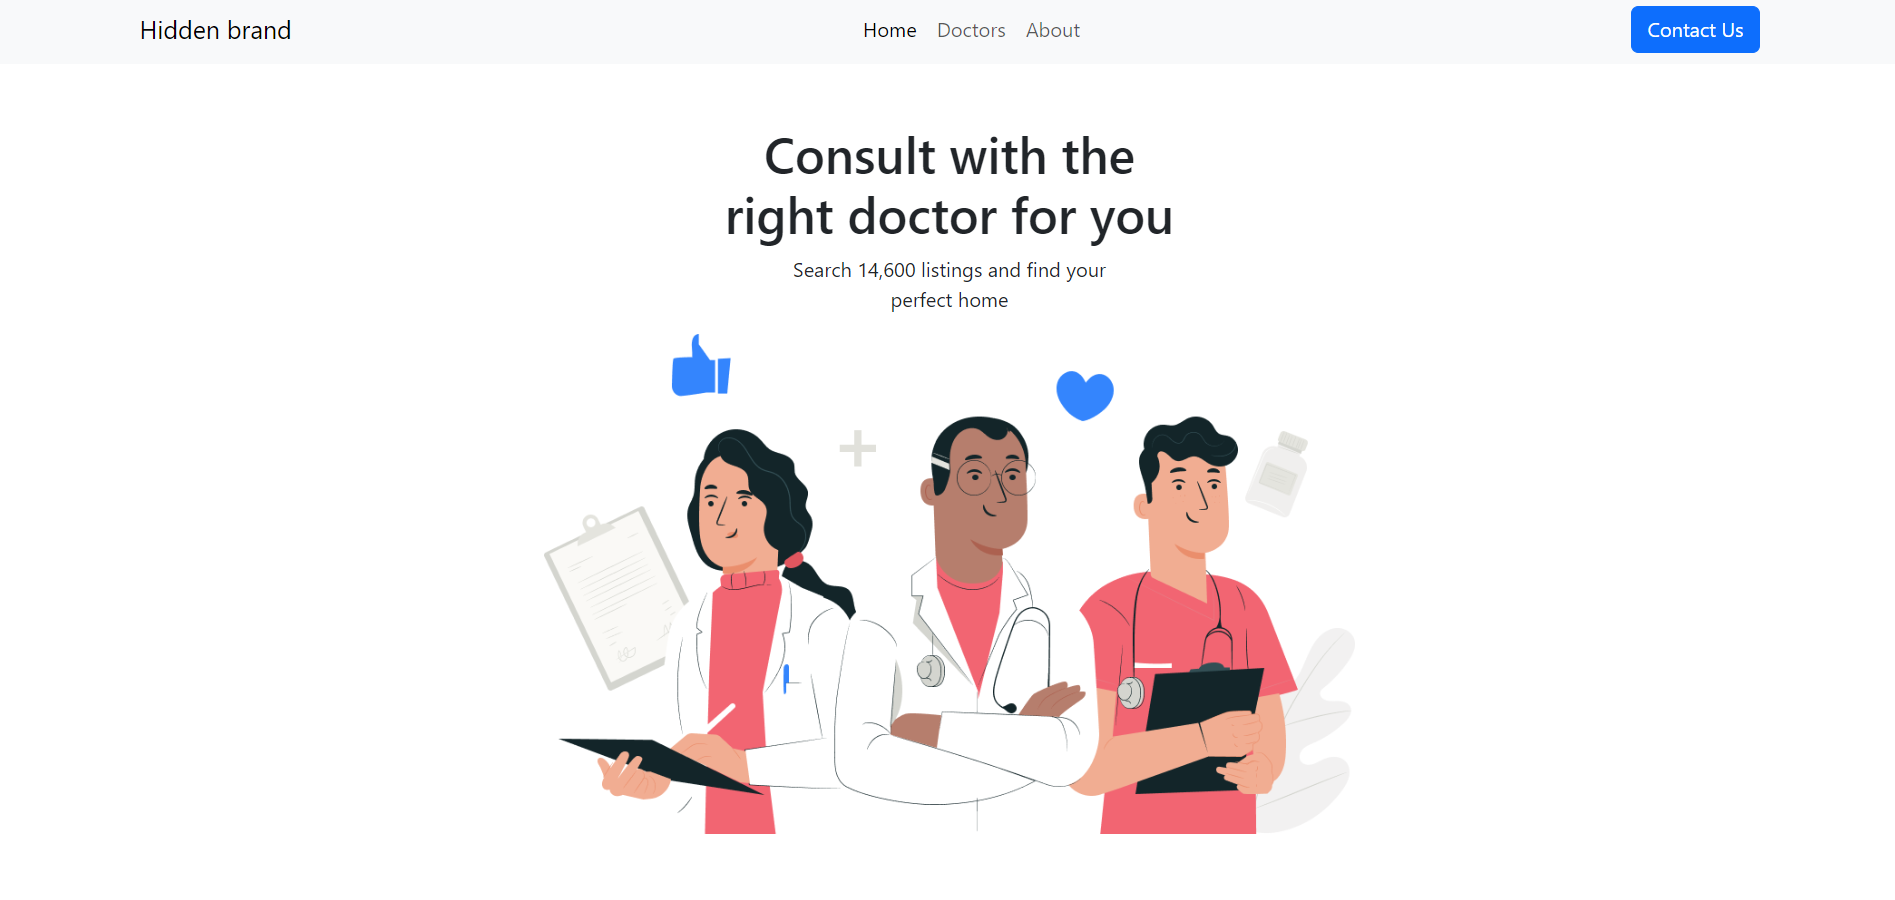 Hidden brand
Home Doctors About
Contact Us
Consult with the
right doctor for you
Search 14,600 listings and find your
perfect home